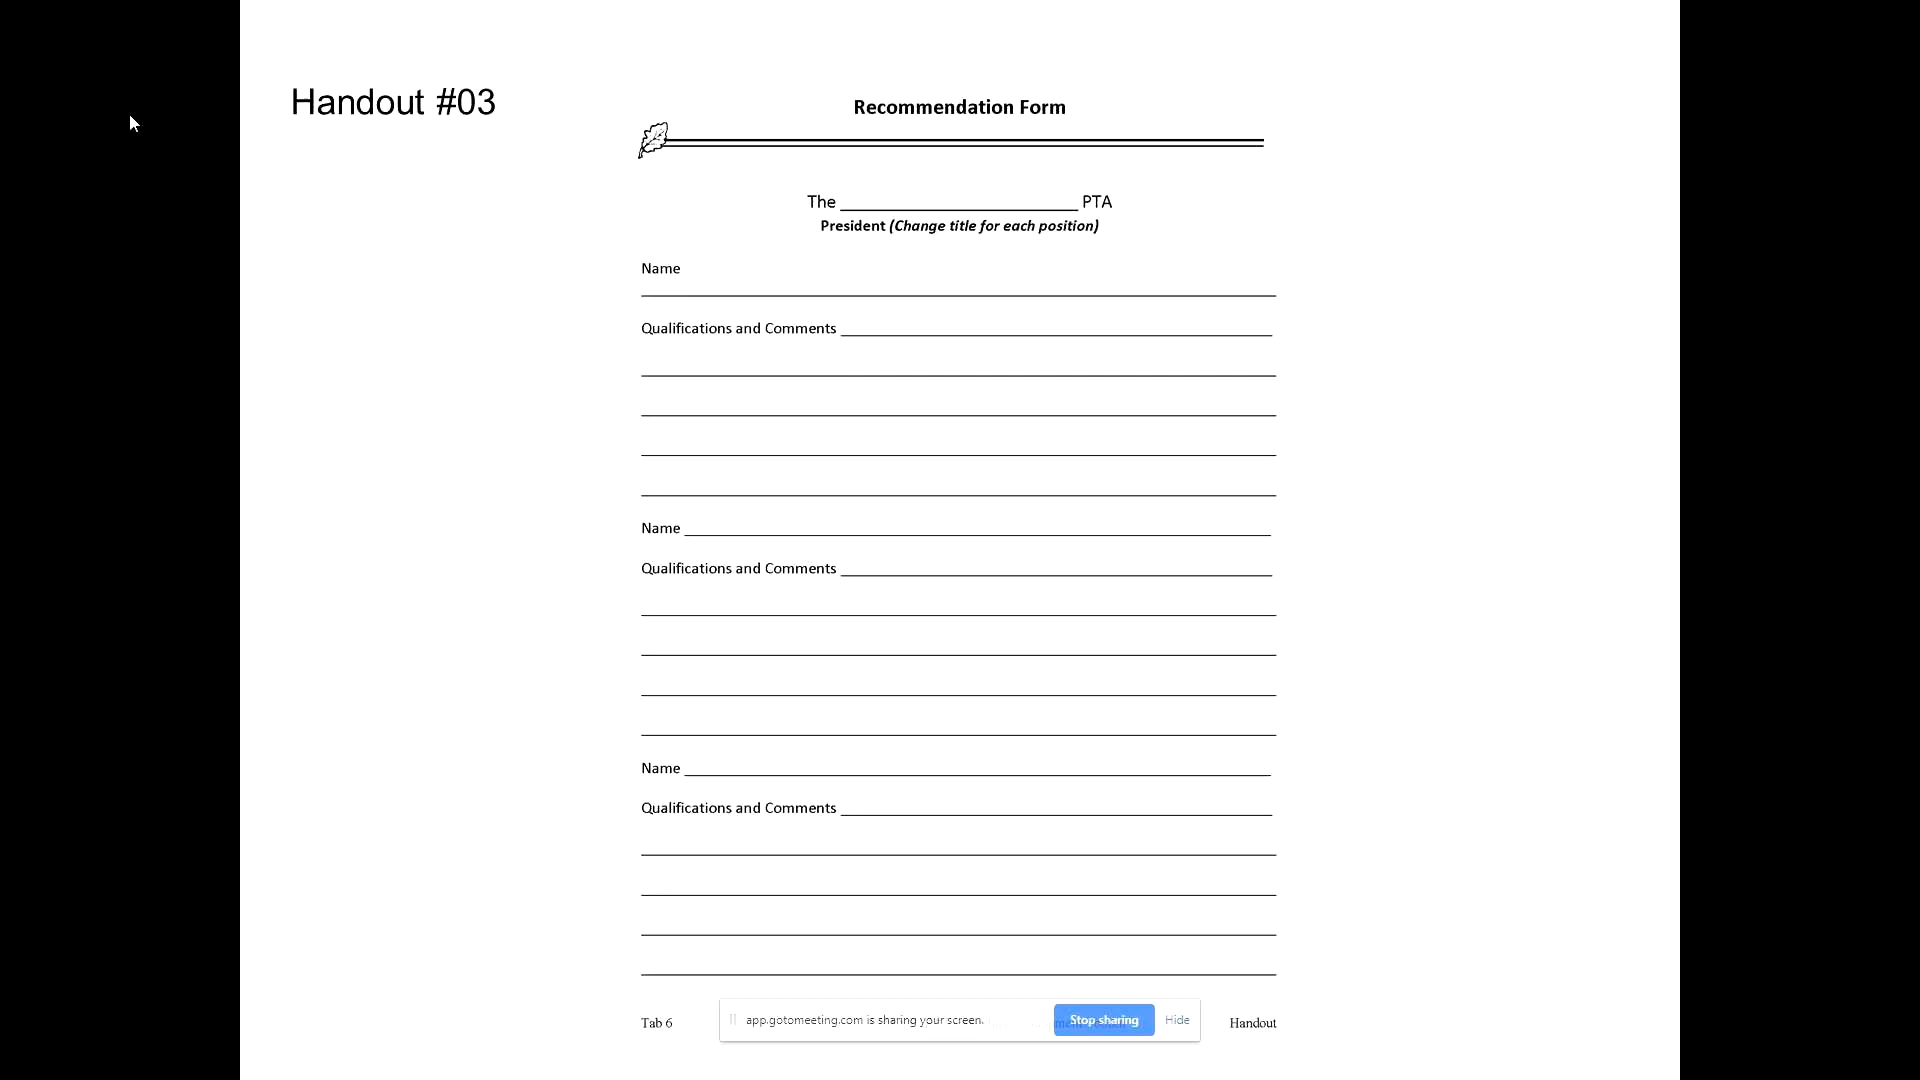 Handout #03
Recommendation Form
The ____________________________ PTA
President (Change title for each position)
Name
Qualifications and Comments
Name
Qualifications and Comments
Name
Qualifications and Comments
Tab 6
app.gotomeeting.com is sharing your screen.
Stop sharing
Hide
Handout